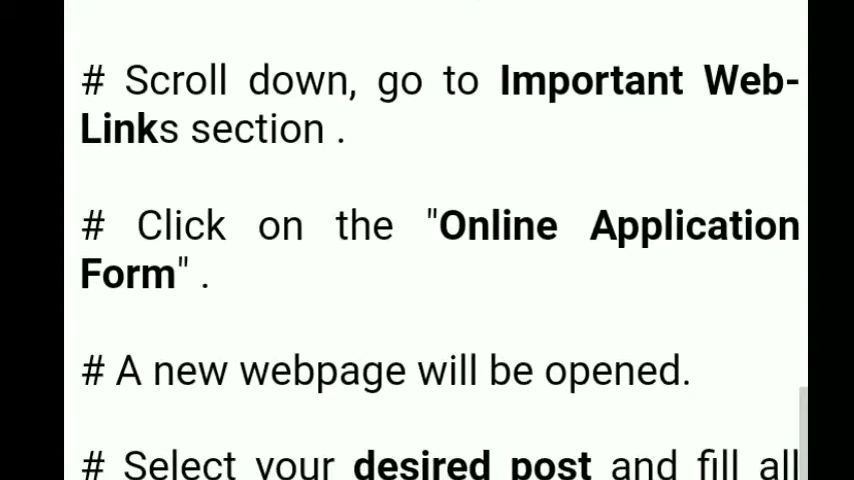 # Scroll down, go to Important Web-
Links section .
# Click on the "Online Application
Form" .
# A new webpage will be opened.
# Select your desired post and fill all